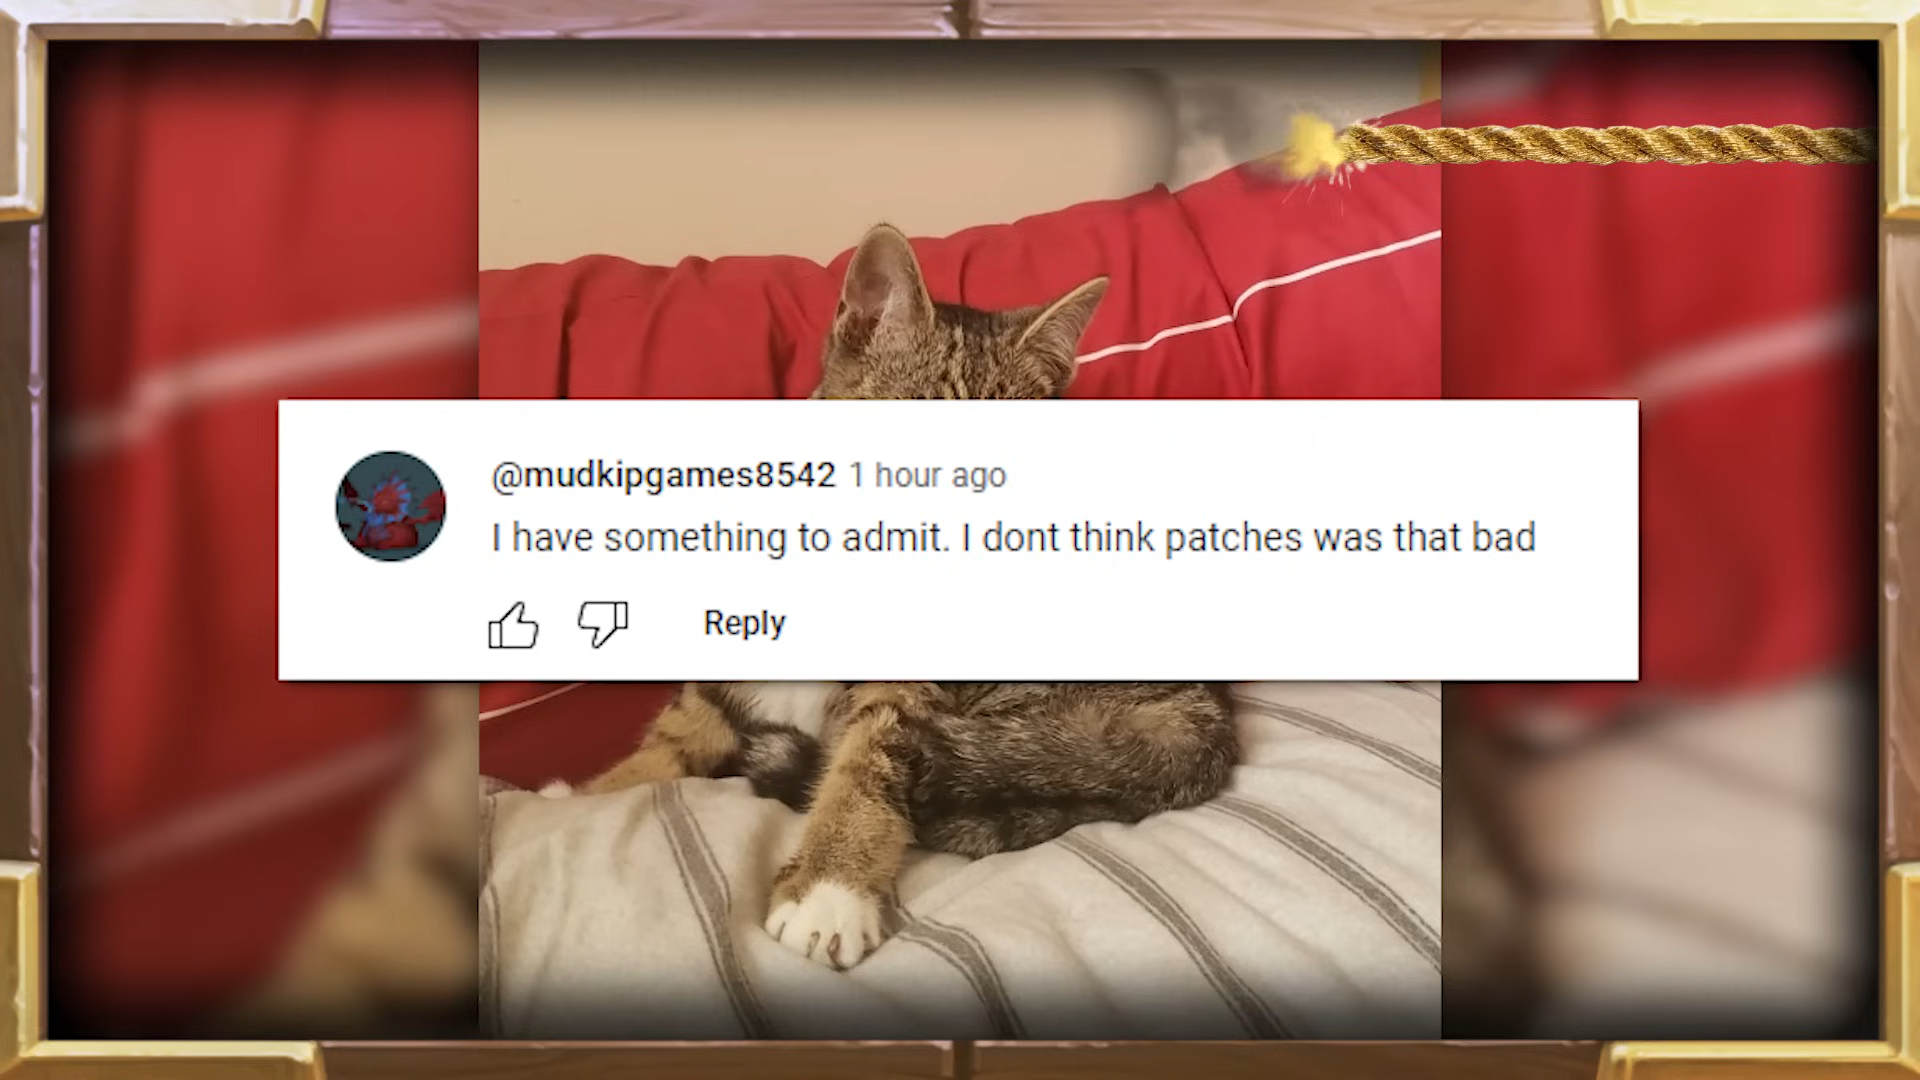 @mudkipgames8542 1 hour ago
I have something to admit. I dont think patches was that bad
Reply